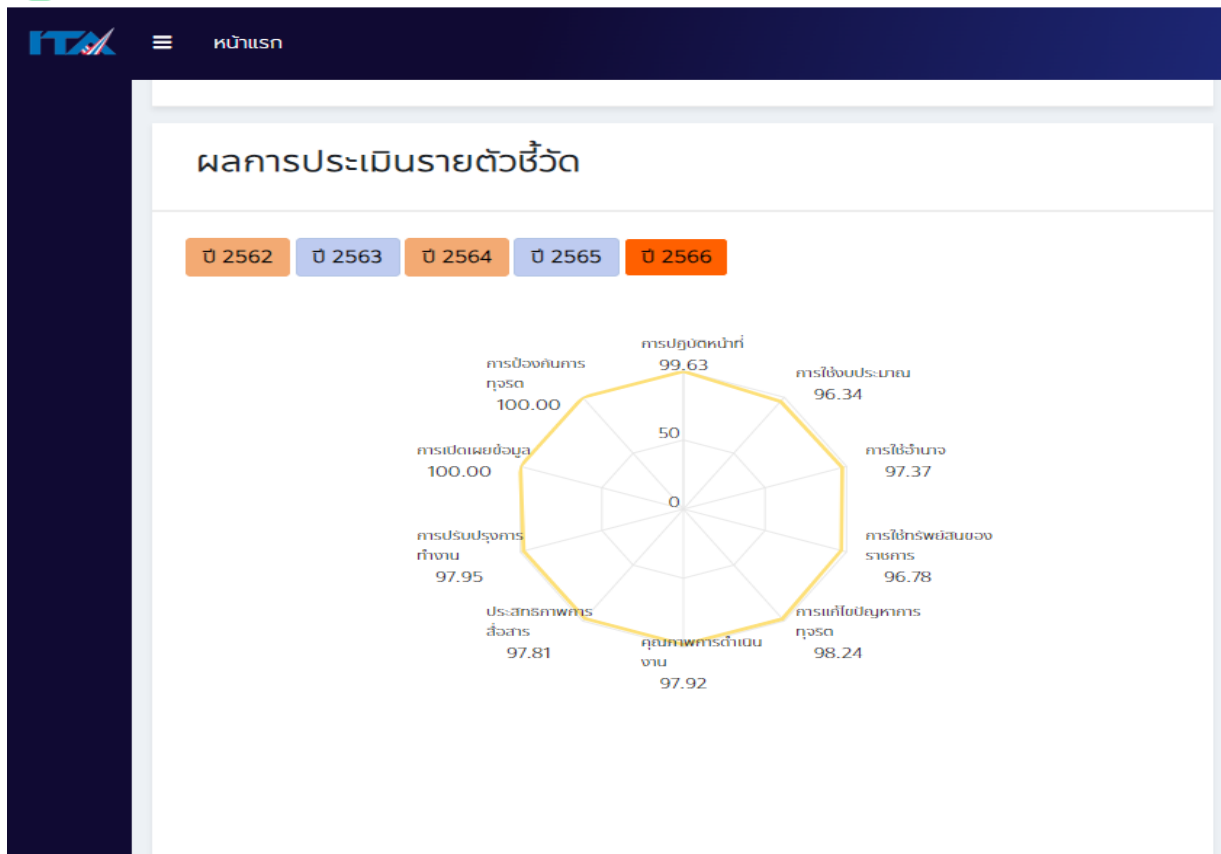 ITA
หน้าแรก
ผลการประเมินรายตัวชี้วัด
ปี 2562
ปี 2563
ปี 2564
ปี 2565
ปี 2566
การปฏิบัติหน้าที่
99.63
การใช้งบประมาณ
96.34
การใช้อำนาจ
97.37
การใช้ทรัพย์สินของ
ราชการ
96.78
การแก้ไขปัญหาการ
ทุจริต
98.24
คุณภาพการดำเนิน
งาน
97.92
ประสิทธิภาพการ
สื่อสาร
97.81
การปรับปรุงการ
ทำงาน
97.95
การเปิดเผยข้อมูล
100.00
การป้องกันการ
ทุจริต
100.00
50
0